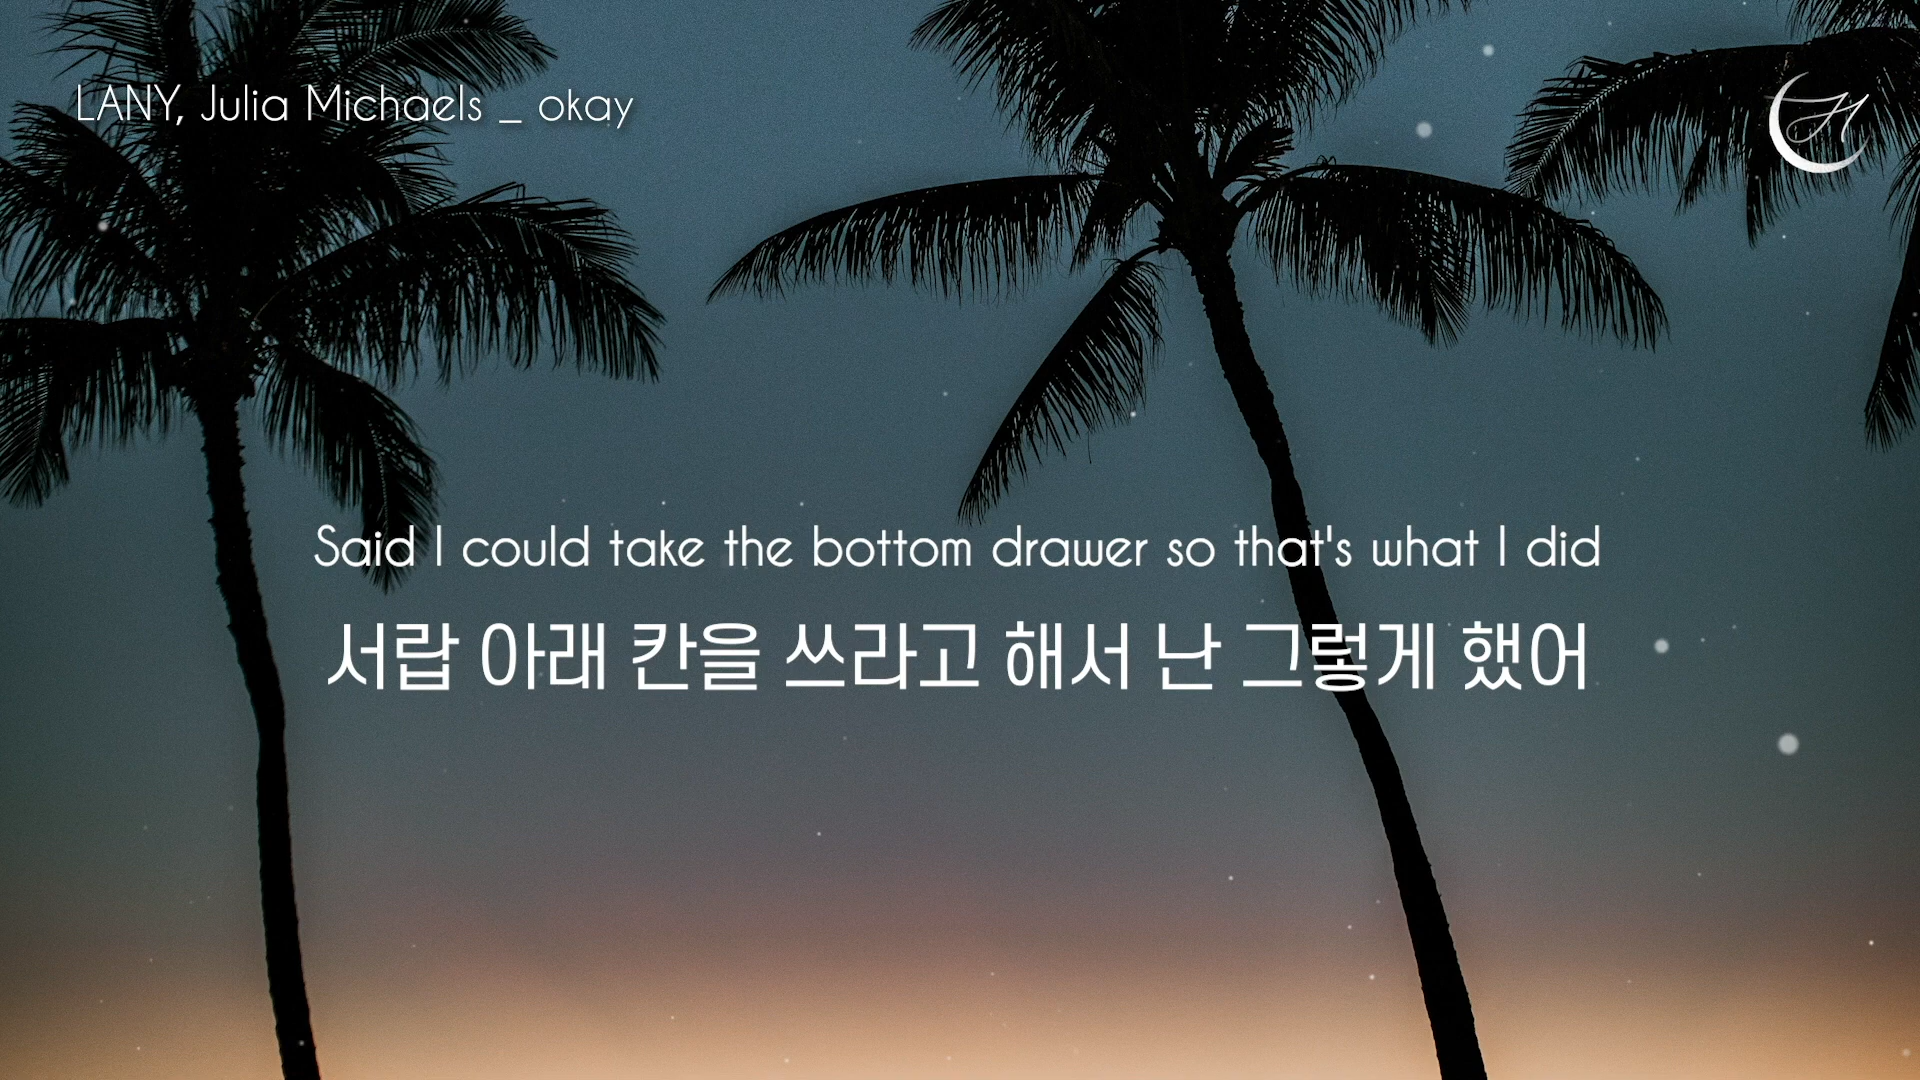 LANY, Julia Michaels _ okay
Said I could take the bottom drawer so that's what I did
서랍 아래 칸을 쓰라고 해서 난 그렇게 했어